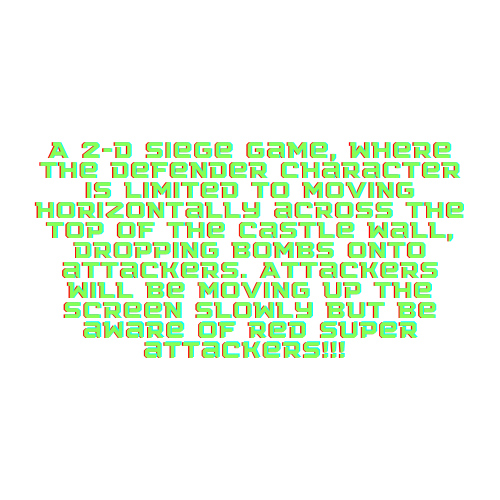 A 2-D SIEGE GAME, WHERE
THE DEFENDER CHARACTER
IS LIMITED TO MOVING
HORIZONTALLY ACROSS THE
TOP OF THE CASTLE WALL,
DROPPING BOMBS ONTO
ATTACKERS. ATTACKERS
WILL BE MOVING UP THE
SCREEN SLOWLY BUT BE
AWARE OF RED SUPER
ATTACKERS!!!